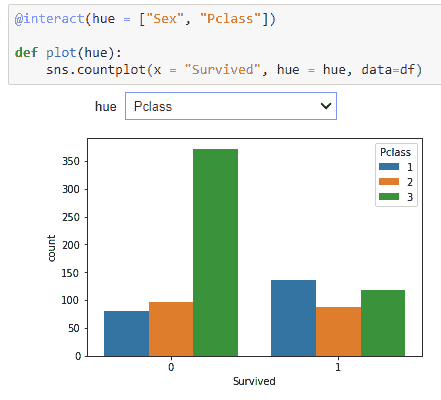 @interact(hue = ["Sex", "Pclass"])
def plot(hue):
    sns.countplot(x = "Survived", hue = hue, data=df)
hue Pclass
Pclass
1
2
3
350
300
250
200
150
100
50
0
count
0 1
Survived